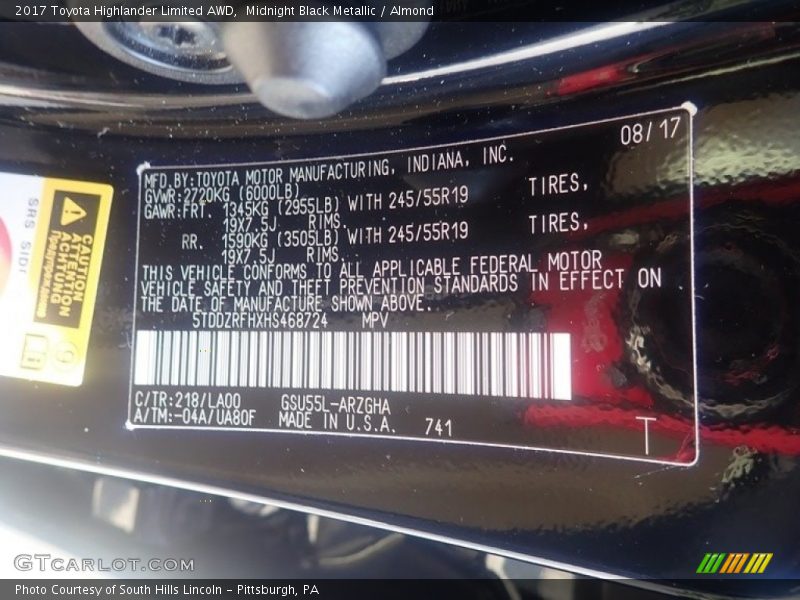 2017 Toyota Highlander Limited AWD,  Midnight Black Metallic / Almond
08/17
MFD.BY:TOYOTA MOTOR MANUFACTURING, INDIANA, INC.
GVWR:2720KG (6000LB)
GAWR:FRT. 1345KG (2955LB) WITH 245/55R19 TIRES,
19X7.5J RIMS.
RR. 1590KG (3505LB) WITH 245/55R19 TIRES,
19X7.5J RIMS.
THIS VEHICLE CONFORMS TO ALL APPLICABLE FEDERAL MOTOR
VEHICLE SAFETY AND THEFT PREVENTION STANDARDS IN EFFECT ON
THE DATE OF MANUFACTURE SHOWN ABOVE.
5TDDZRFHXHS468724 MPV
C/TR:218/LA00 GSU55L-ARZGHA
A/TM:-04A/UA80F MADE IN U.S.A. 741
T
SRS SIDE
CAUTION
ATTENTION
ACHTUNG
GTCARLOT.COM
Photo Courtesy of South Hills Lincoln - Pittsburgh, PA